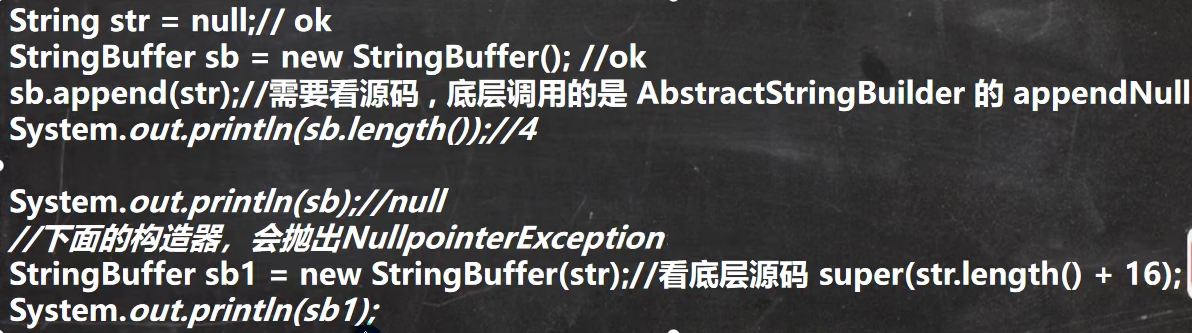 String str = null;// ok
StringBuffer sb = new StringBuffer(); //ok
sb.append(str);//需要看源码，底层调用的是 AbstractStringBuilder 的 appendNull
System.out.println(sb.length());//4
System.out.println(sb);//null
//下面的构造器，会抛出NullpointerException
StringBuffer sb1 = new StringBuffer(str);//看底层源码 super(str.length() + 16);
System.out.println(sb1);